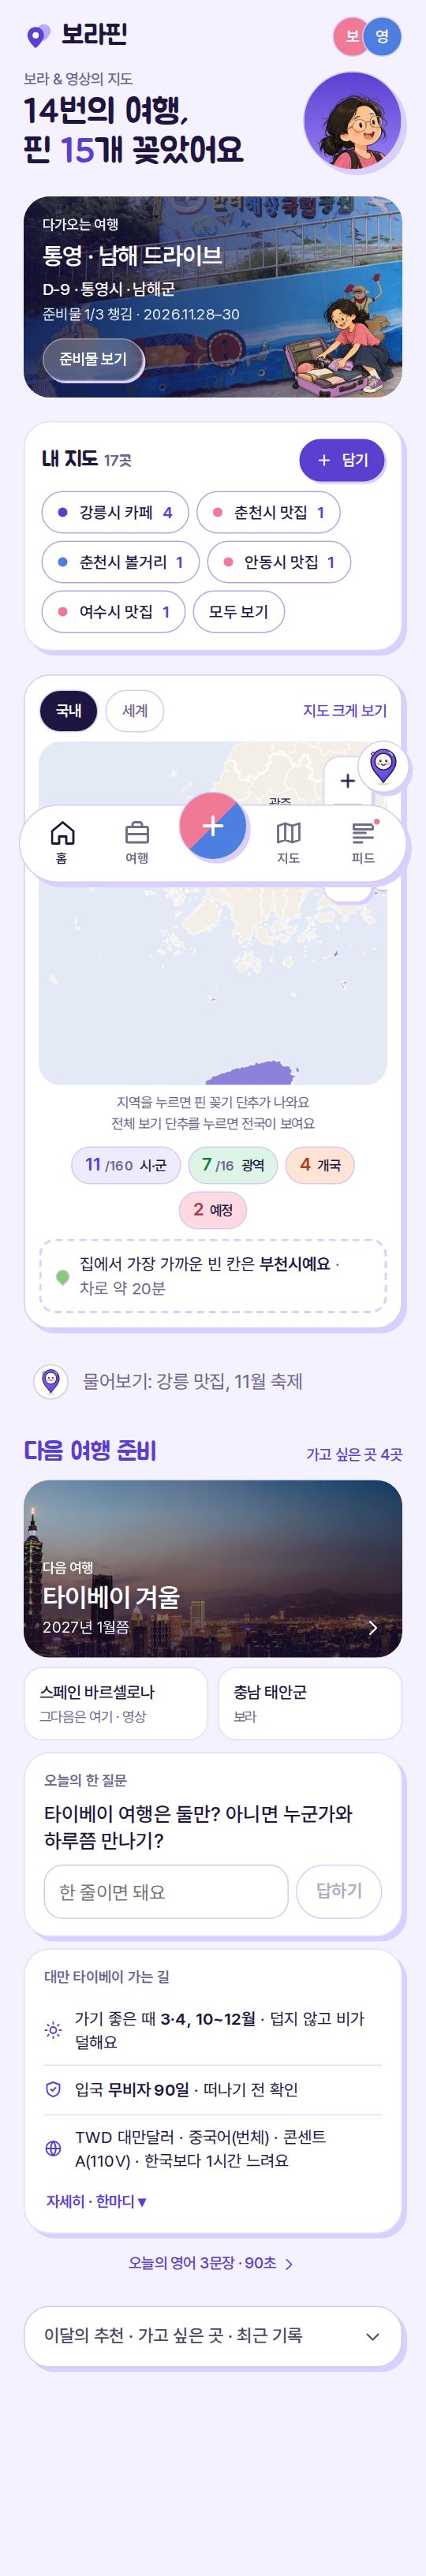 보라핀
보 영
보라 & 영상의 지도
14번의 여행,
핀 15개 꽂았어요
다가오는 여행
통영 · 남해 드라이브
D-9 · 통영시 · 남해군
준비물 1/3 챙김 · 2026.11.28–30
준비물 보기
내 지도 17곳
+ 담기
강릉시 카페 4
춘천시 맛집 1
춘천시 볼거리 1
안동시 맛집 1
여수시 맛집 1
모두 보기
국내
세계
지도 크게 보기
광주
+
홈
여행
+
지도
피드
지역을 누르면 핀 꽂기 단추가 나와요
전체 보기 단추를 누르면 전국이 보여요
11 /160 시·군
7 /16 광역
4 개국
2 예정
집에서 가장 가까운 빈 칸은 부천시예요 ·
차로 약 20분
물어보기: 강릉 맛집, 11월 축제
다음 여행 준비
가고 싶은 곳 4곳
다음 여행
타이베이 겨울
2027년 1월쯤
스페인 바르셀로나
그다음은 여기 · 영상
충남 태안군
보라
오늘의 한 질문
타이베이 여행은 둘만? 아니면 누군가와
하루쯤 만나기?
한 줄이면 돼요
답하기
대만 타이베이 가는 길
가기 좋은 때 3·4, 10~12월 · 덥지 않고 비가
덜해요
입국 무비자 90일 · 떠나기 전 확인
TWD 대만달러 · 중국어(번체) · 콘센트
A(110V) · 한국보다 1시간 느려요
자세히 · 한마디 ▾
오늘의 영어 3문장 · 90초
이달의 추천 · 가고 싶은 곳 · 최근 기록